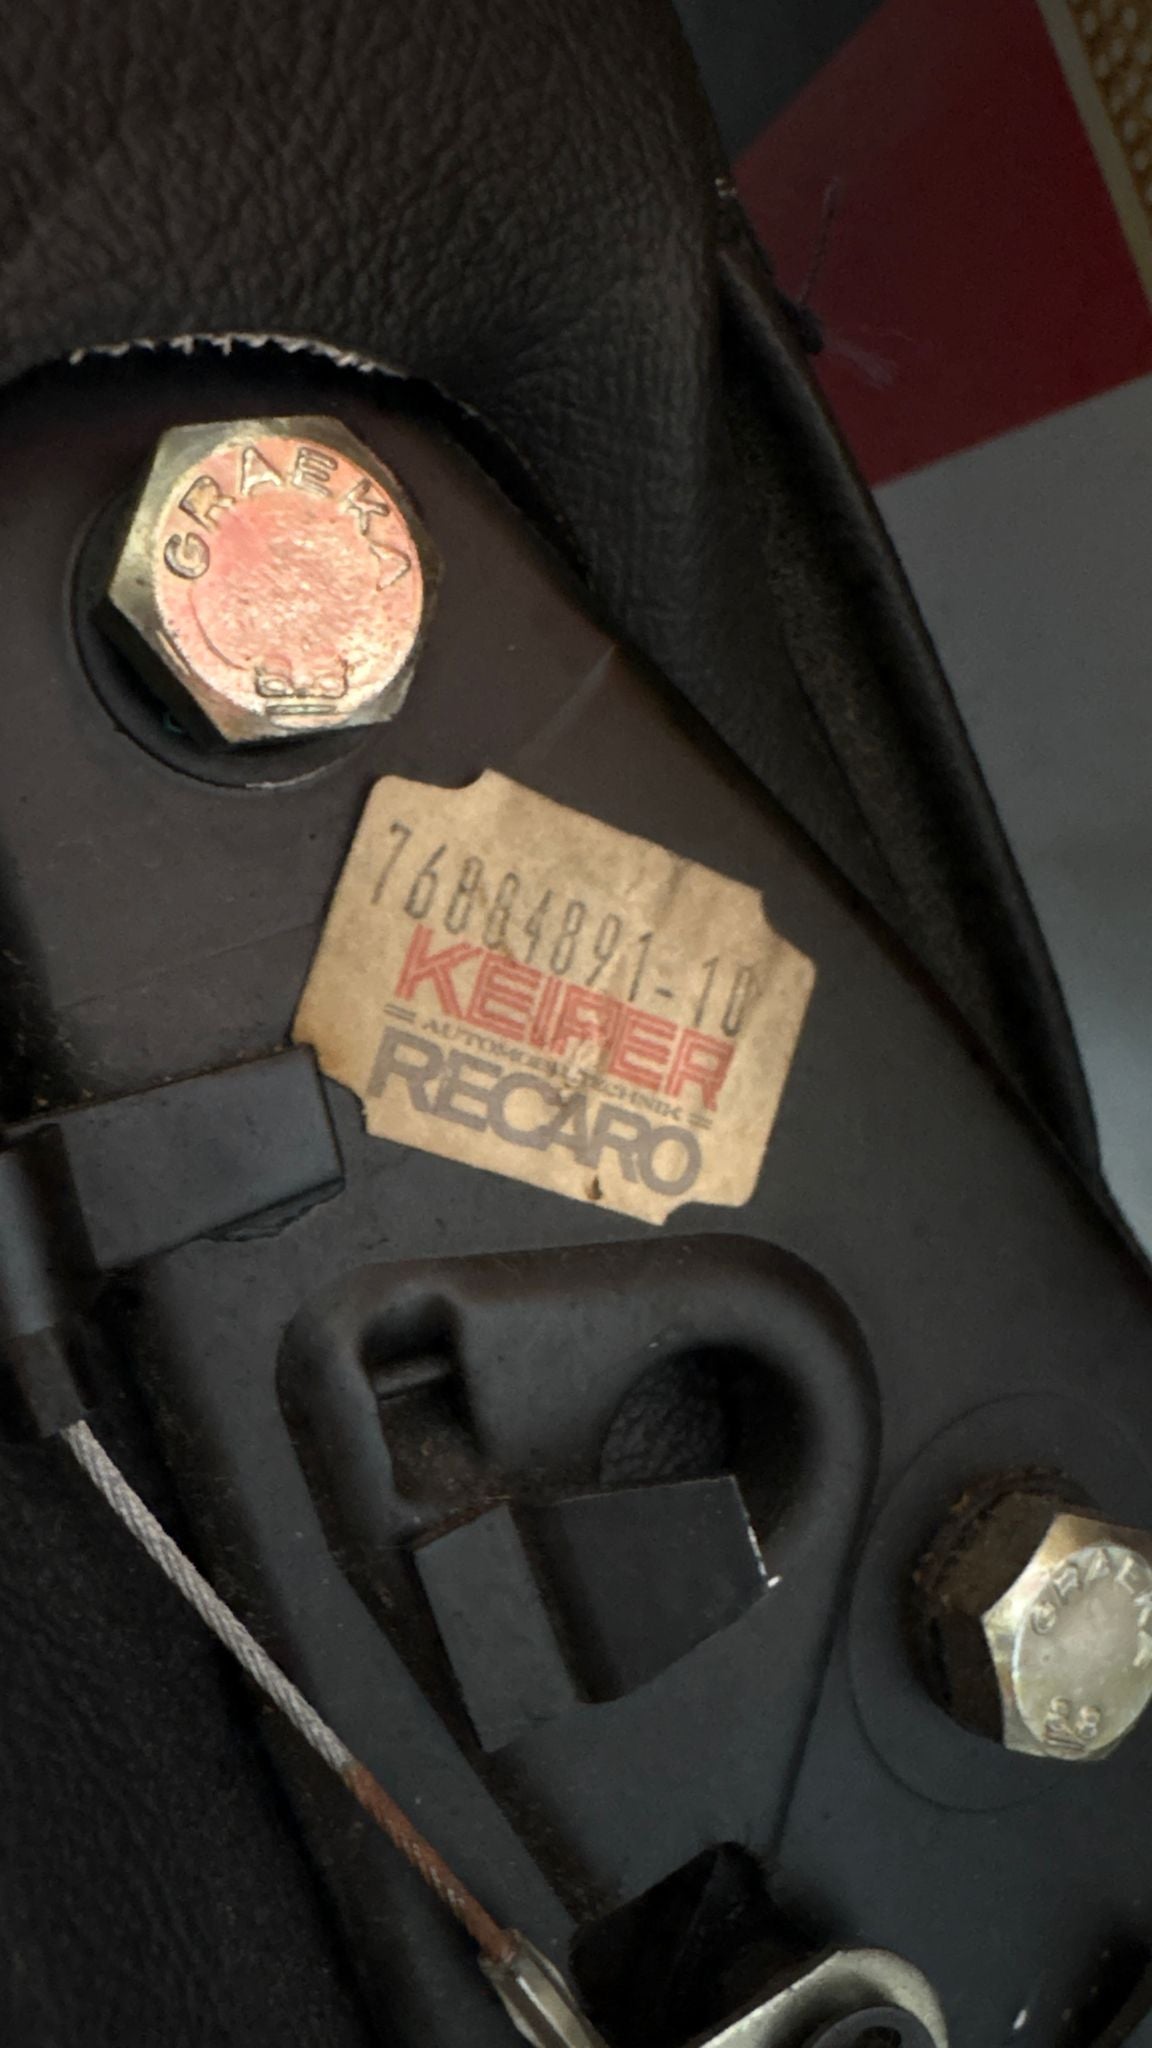 GRAEKA
8.8
76884891-10
KEIPER
= AUTOMOBILTECHNIK =
RECARO
GRAEKA
8.8